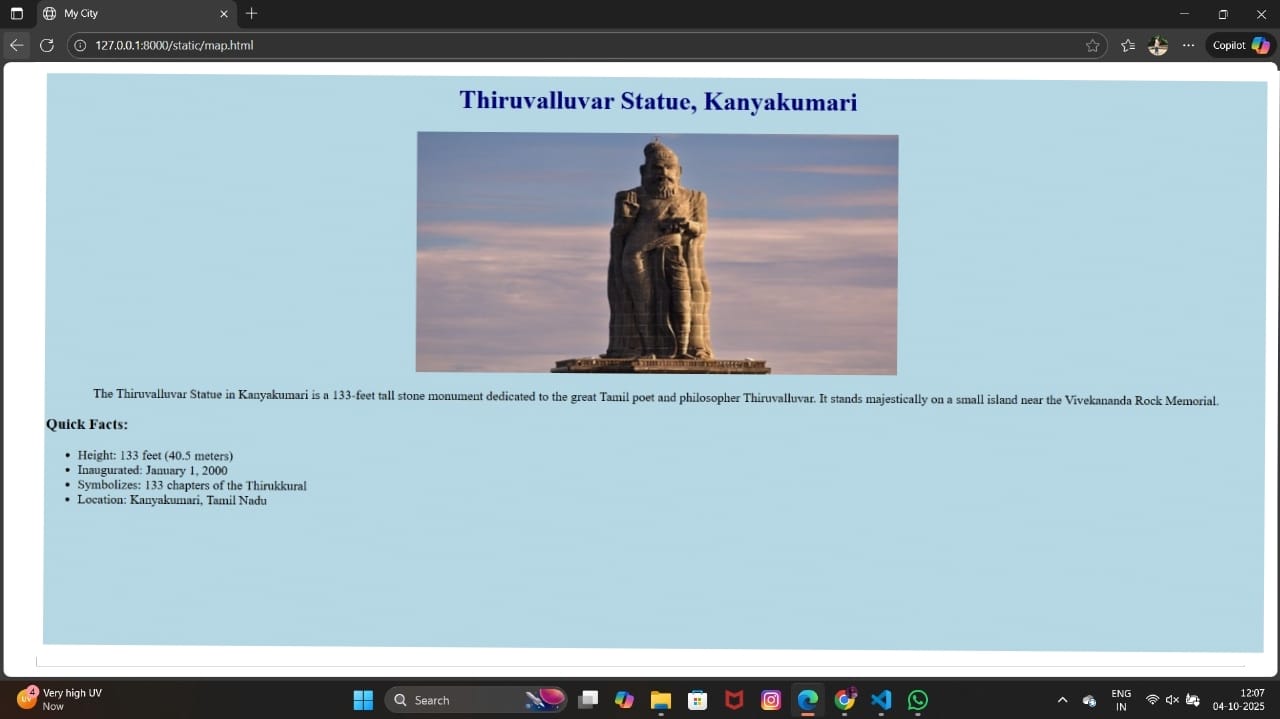 My City
127.0.0.1:8000/static/map.html
Copilot
Thiruvalluvar Statue, Kanyakumari
The Thiruvalluvar Statue in Kanyakumari is a 133-feet tall stone monument dedicated to the great Tamil poet and philosopher Thiruvalluvar. It stands majestically on a small island near the Vivekananda Rock Memorial.
Quick Facts:
• Height: 133 feet (40.5 meters)
• Inaugurated: January 1, 2000
• Symbolizes: 133 chapters of the Thirukkural
• Location: Kanyakumari, Tamil Nadu
4
Very high UV
Now
Search
ENG
IN
12:07
04-10-2025